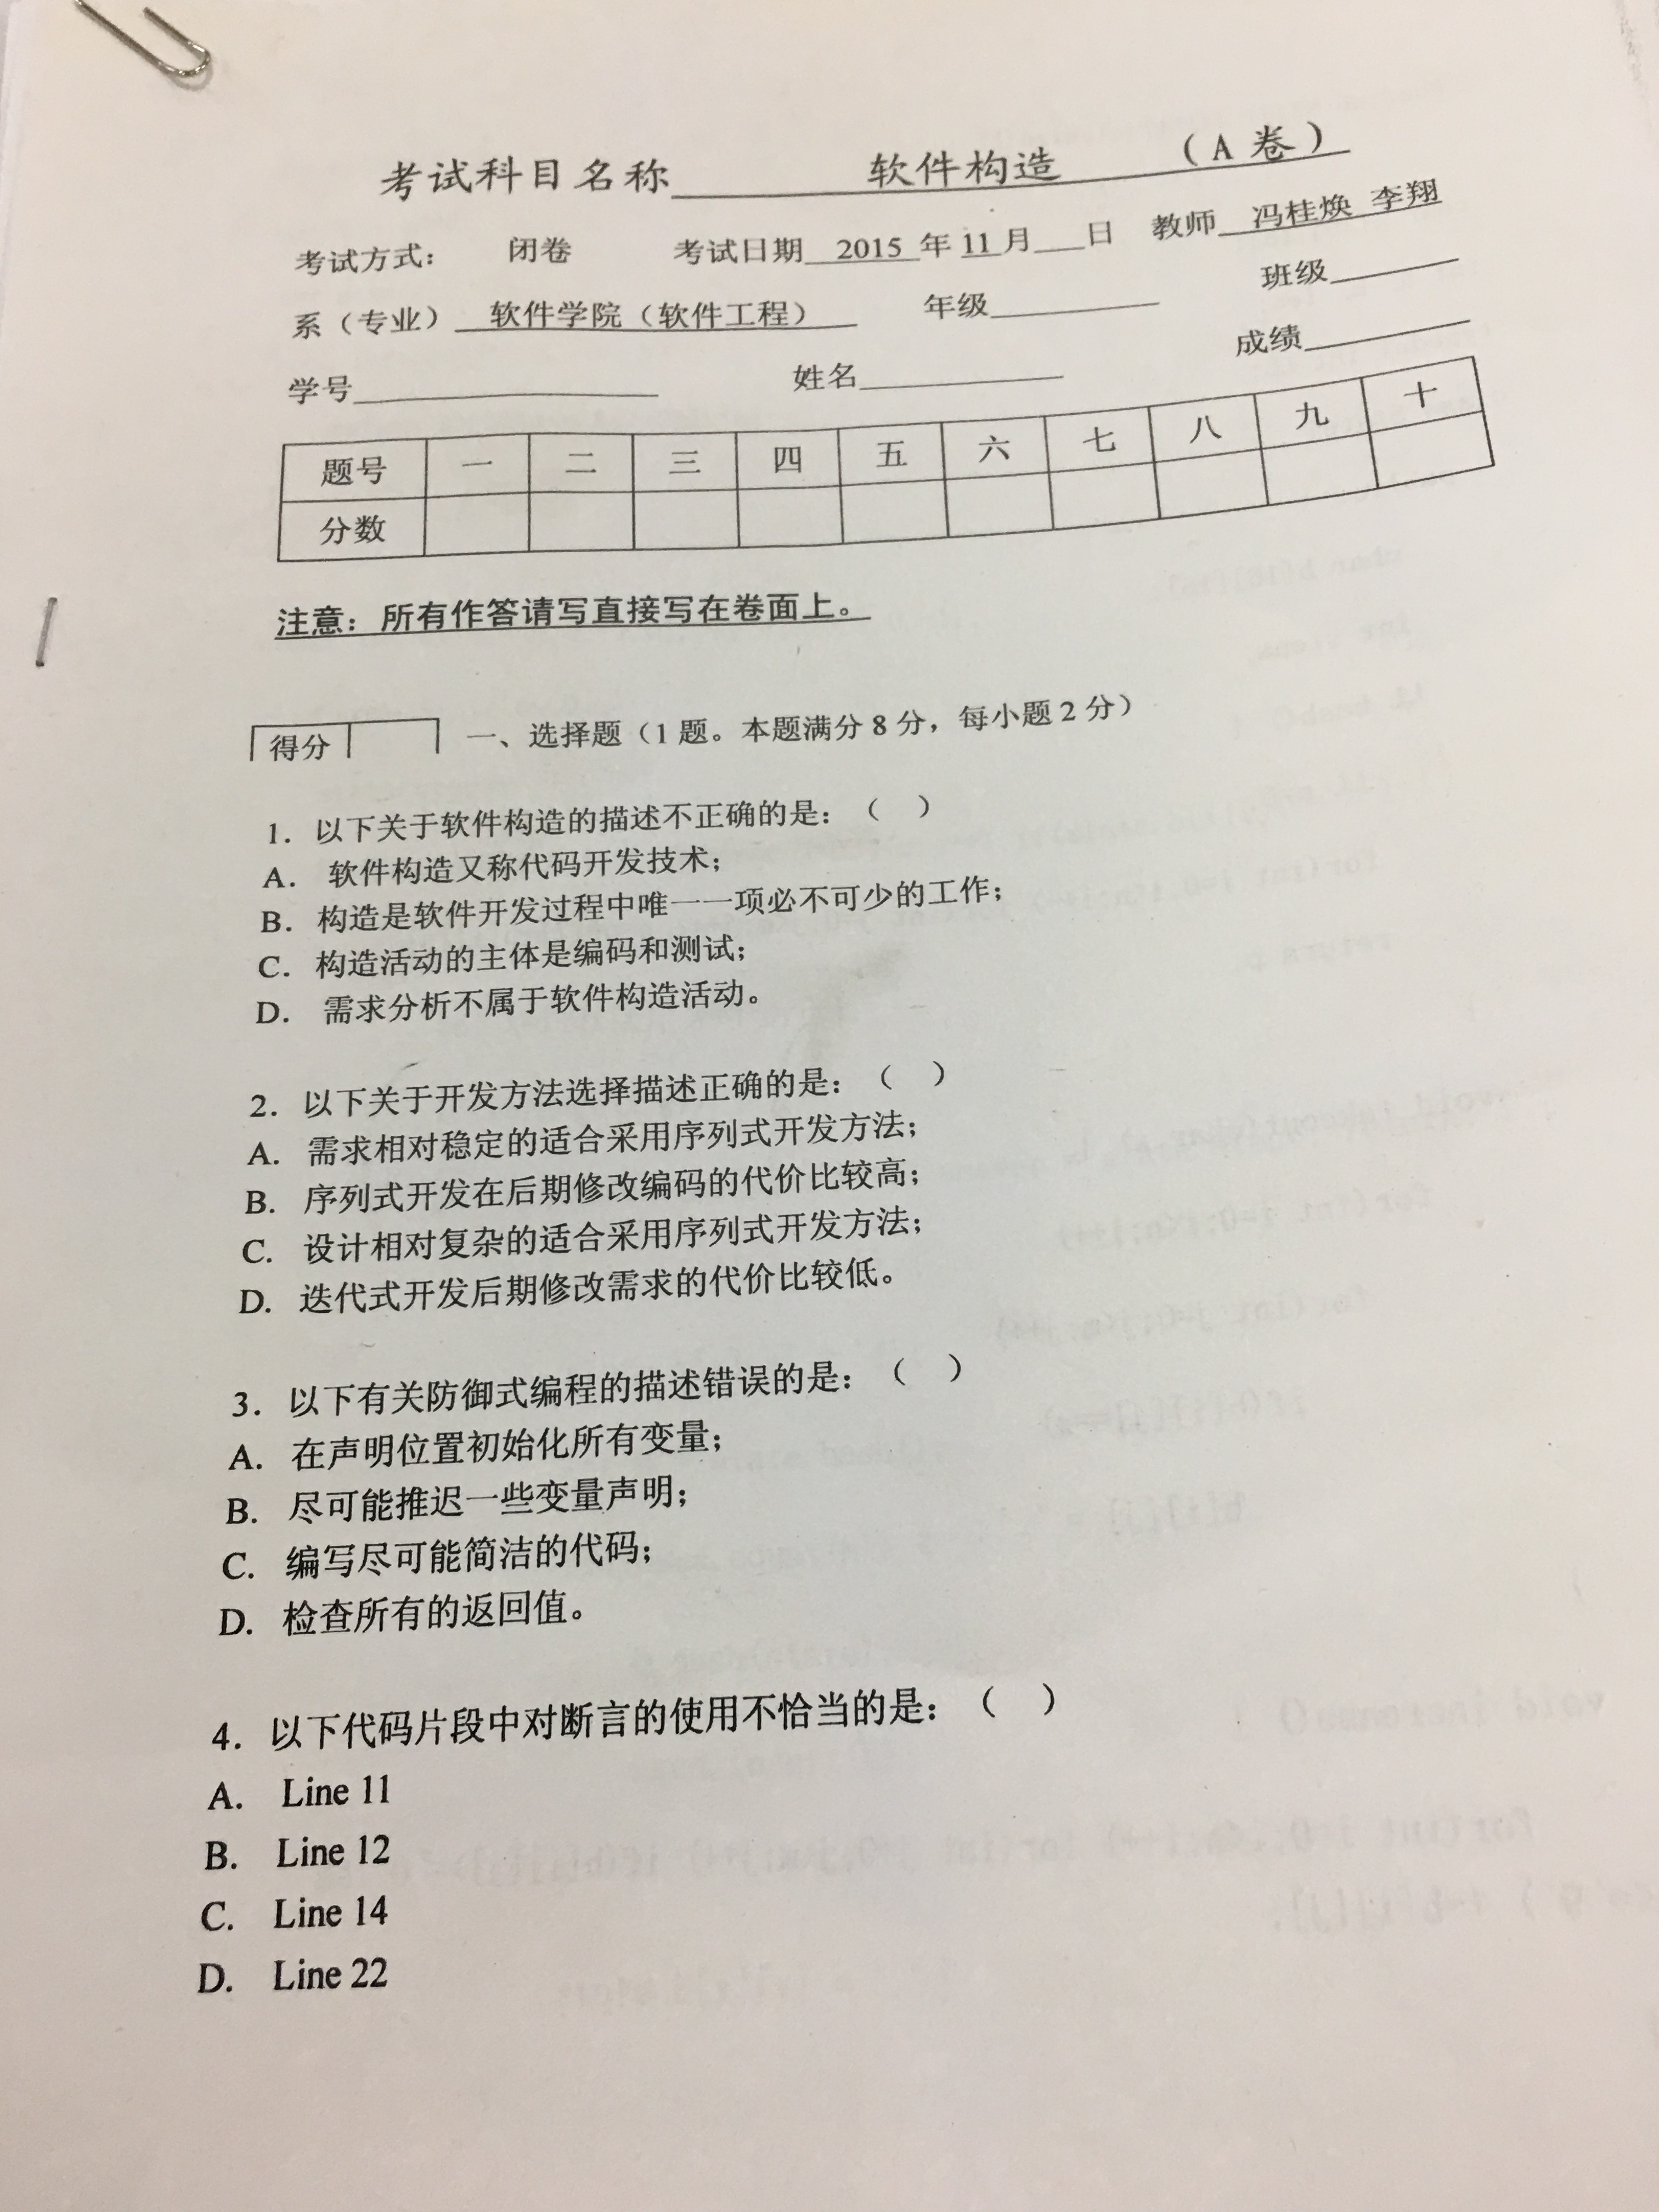 考试科目名称 软件构造 （A 卷）
考试方式： 闭卷 考试日期 2015 年 11 月 日 教师 冯桂焕 李翔
系（专业） 软件学院（软件工程） 年级 班级
学号 姓名 成绩
题号 一 二 三 四 五 六 七 八 九 十
分数
注意：所有作答请写直接写在卷面上。
得分 一、选择题（1 题。本题满分 8 分，每小题 2 分）
1. 以下关于软件构造的描述不正确的是：（ ）
A. 软件构造又称代码开发技术；
B. 构造是软件开发过程中唯一一项必不可少的工作；
C. 构造活动的主体是编码和测试；
D. 需求分析不属于软件构造活动。
2. 以下关于开发方法选择描述正确的是：（ ）
A. 需求相对稳定的适合采用序列式开发方法；
B. 序列式开发在后期修改编码的代价比较高；
C. 设计相对复杂的适合采用序列式开发方法；
D. 迭代式开发后期修改需求的代价比较低。
3. 以下有关防御式编程的描述错误的是：（ ）
A. 在声明位置初始化所有变量；
B. 尽可能推迟一些变量声明；
C. 编写尽可能简洁的代码；
D. 检查所有的返回值。
4. 以下代码片段中对断言的使用不恰当的是：（ ）
A. Line 11
B. Line 12
C. Line 14
D. Line 22